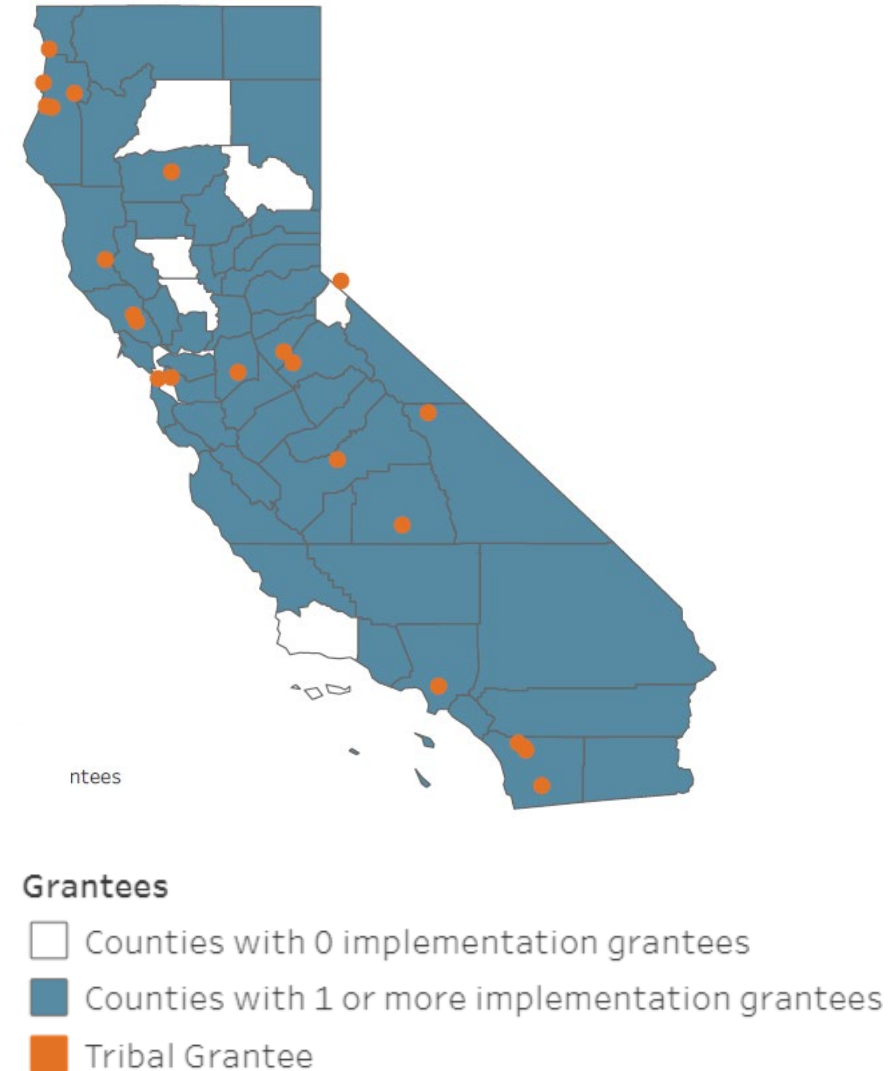 ntees
Grantees
Counties with 0 implementation grantees
Counties with 1 or more implementation grantees
Tribal Grantee